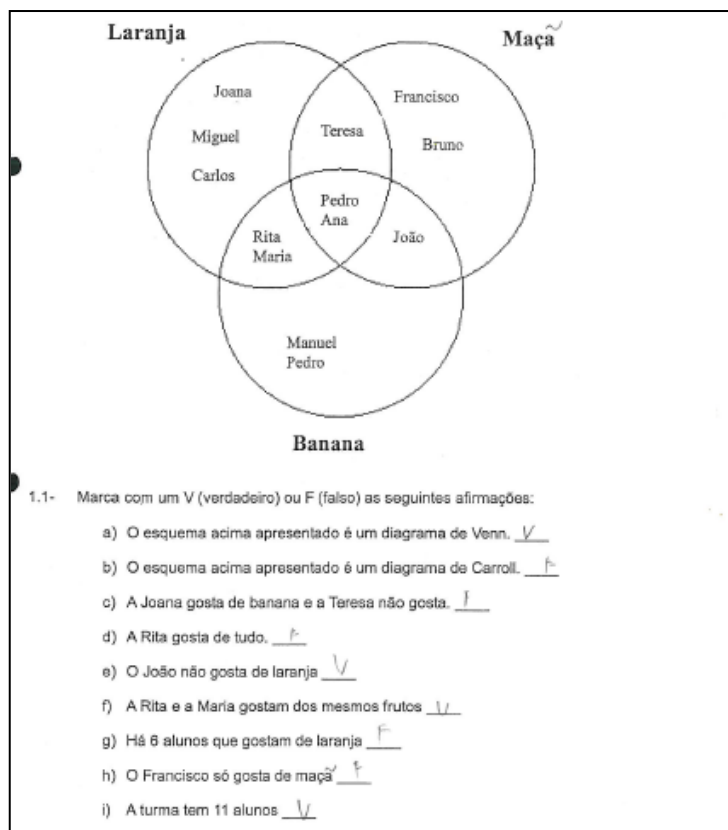 Laranja
Maçã
Joana
Francisco
Miguel
Teresa
Bruno
Carlos
Pedro
Ana
Rita
Maria
João
Manuel
Pedro
Banana
1.1- Marca com um V (verdadeiro) ou F (falso) as seguintes afirmações:
a) O esquema acima apresentado é um diagrama de Venn. V
b) O esquema acima apresentado é um diagrama de Carroll. F
c) A Joana gosta de banana e a Teresa não gosta. F
d) A Rita gosta de tudo. F
e) O João não gosta de laranja V
f) A Rita e a Maria gostam dos mesmos frutos V
g) Há 6 alunos que gostam de laranja F
h) O Francisco só gosta de maçã F
i) A turma tem 11 alunos V